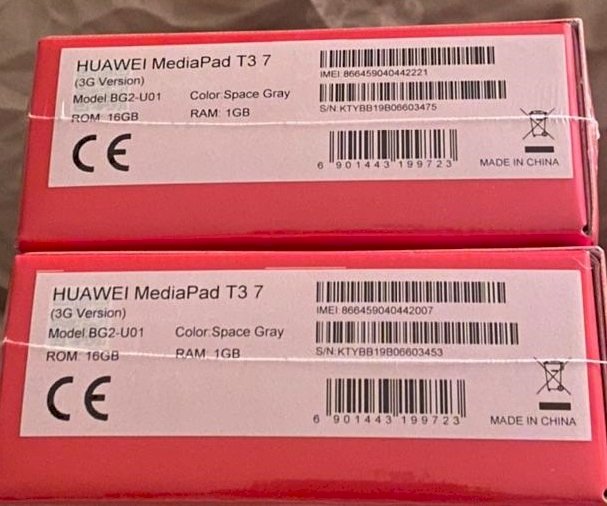 HUAWEI MediaPad T3 7
(3G Version)
Model:BG2-U01 Color:Space Gray
ROM: 16GB RAM: 1GB
IMEI:866459040442221
S/N:KTYBB19B06603475
6 901443 199723
MADE IN CHINA
CE
HUAWEI MediaPad T3 7
(3G Version)
Model:BG2-U01 Color:Space Gray
ROM: 16GB RAM: 1GB
IMEI:866459040442007
S/N:KTYBB19B06603453
6 901443 199723
MADE IN CHINA
CE